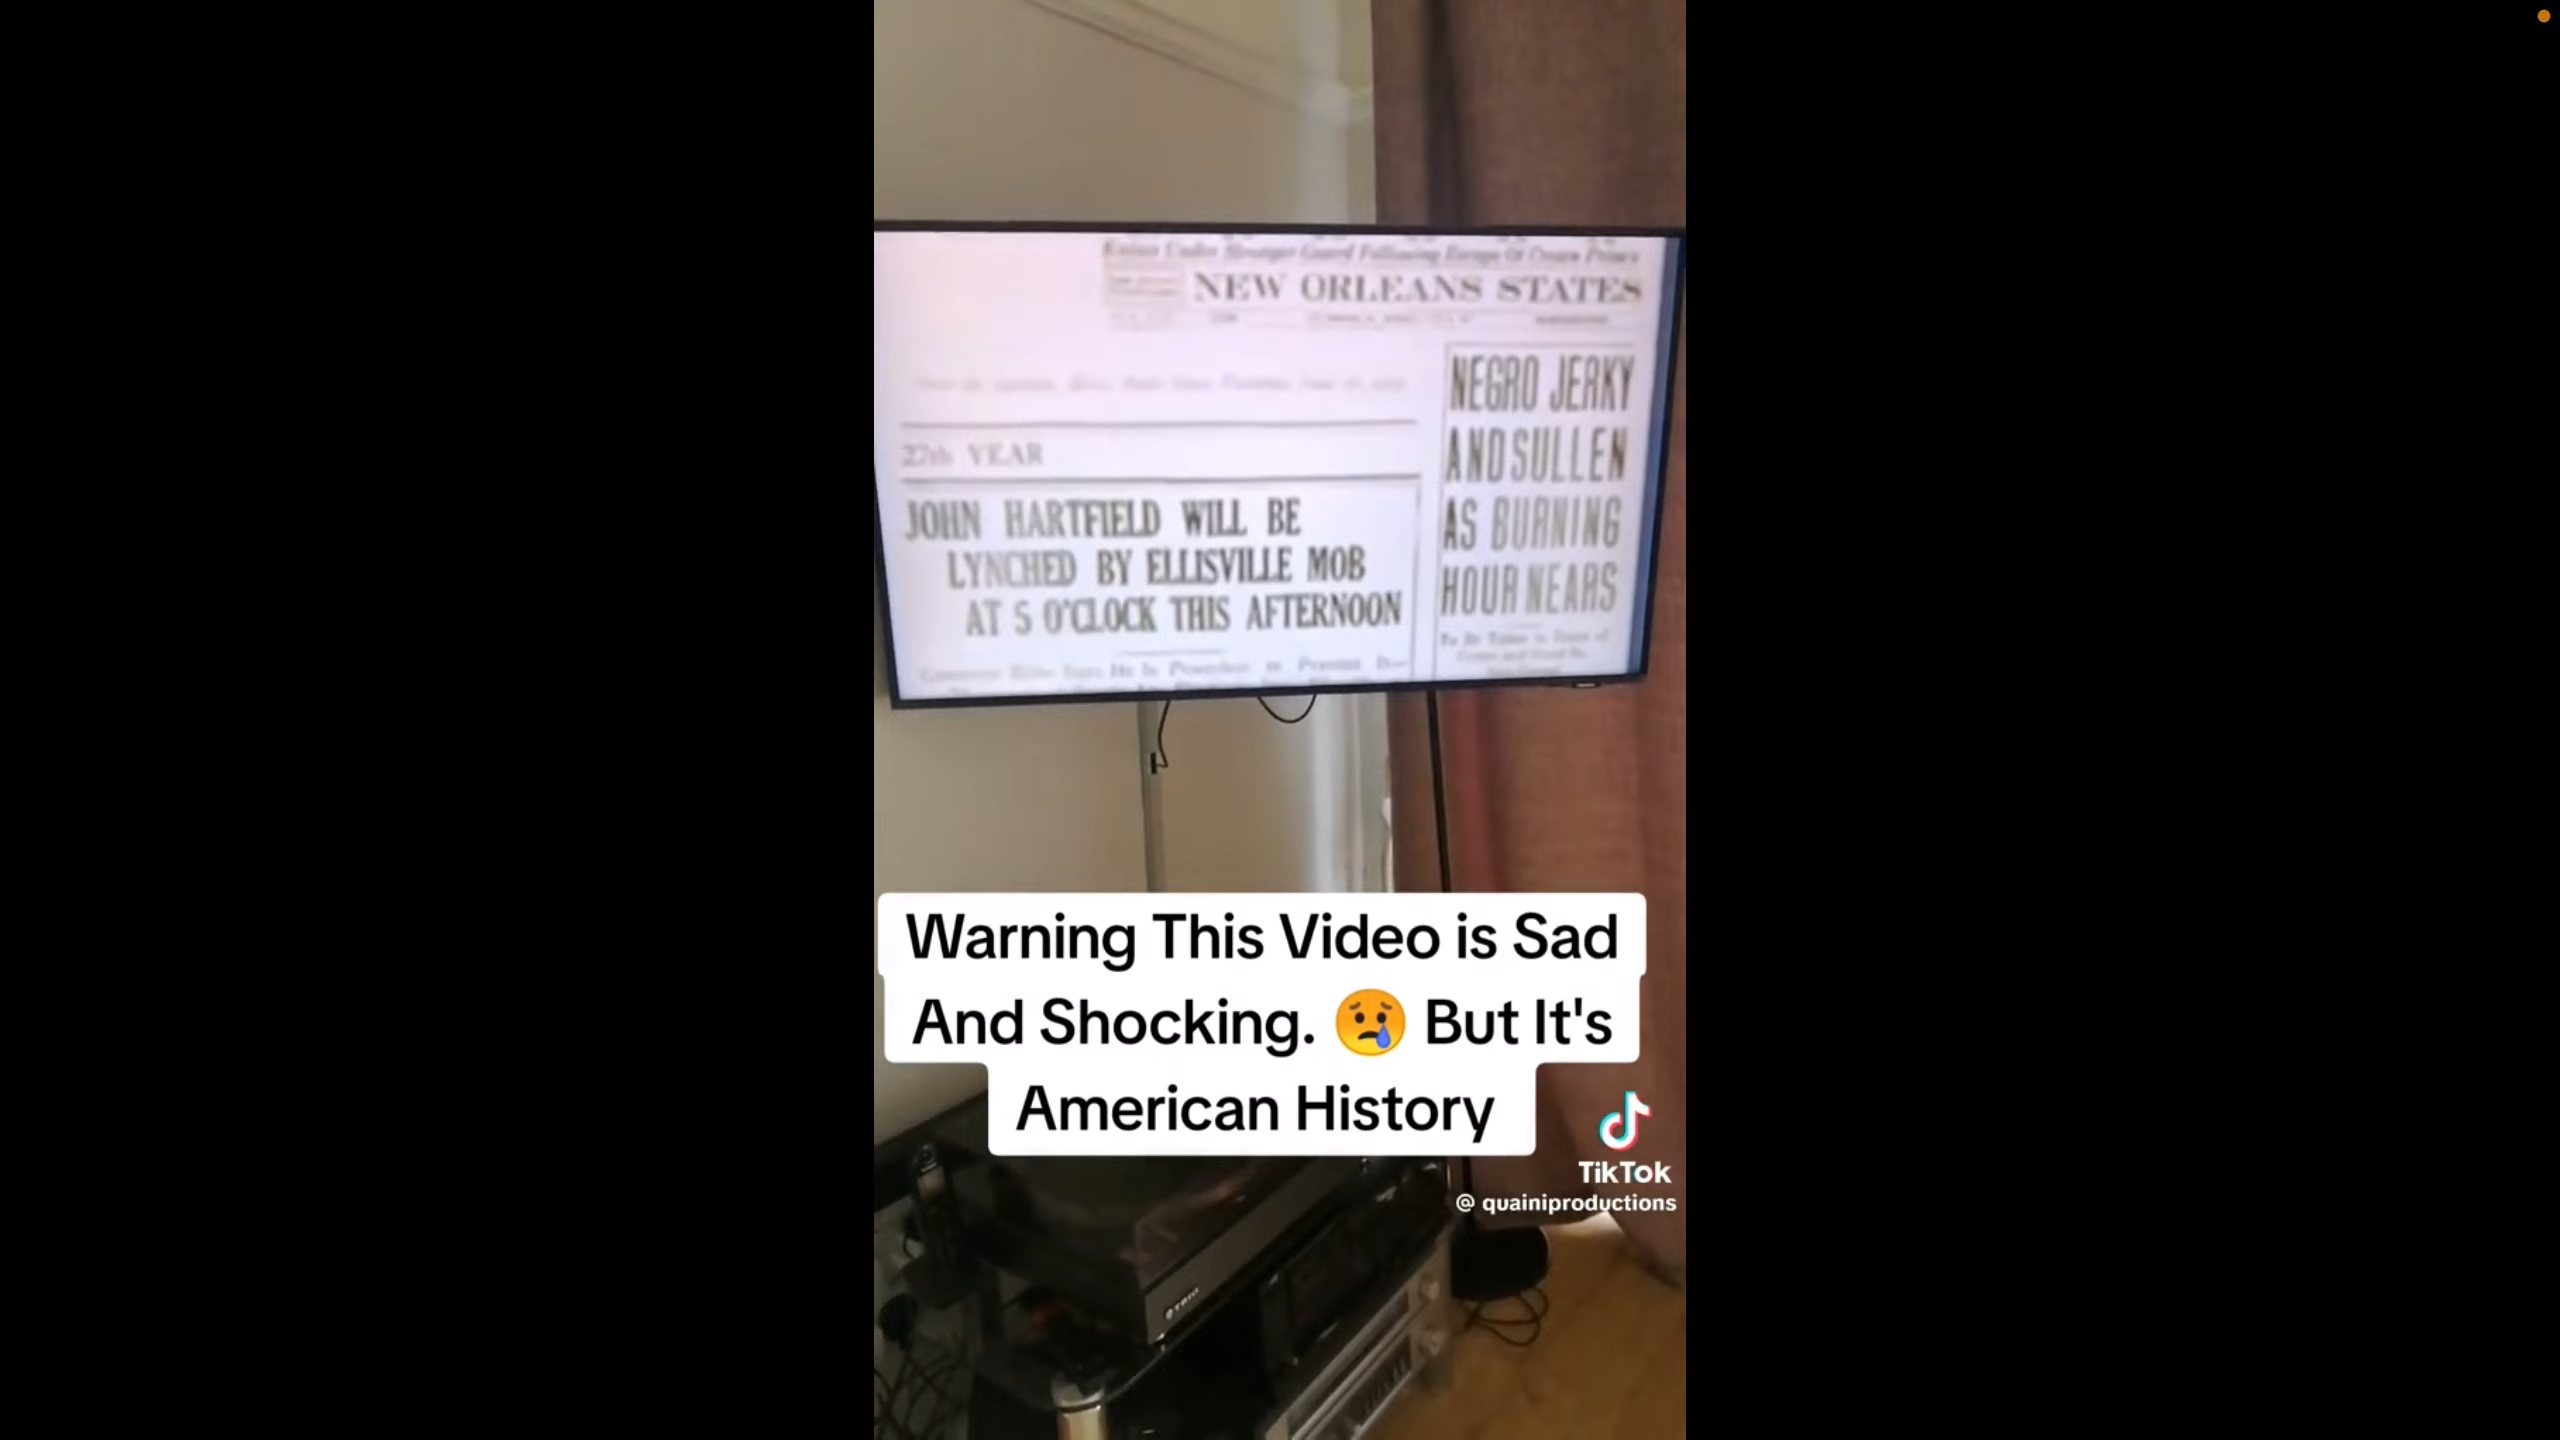 NEW ORLEANS STATES
27th YEAR
JOHN HARTFIELD WILL BE
LYNCHED BY ELLISVILLE MOB
AT 5 O'CLOCK THIS AFTERNOON
NEGRO JERKY
AND SULLEN
AS BURNING
HOUR NEARS
Warning This Video is Sad
And Shocking. 😢 But It's
American History
TikTok
@ quainiproductions
TRIO